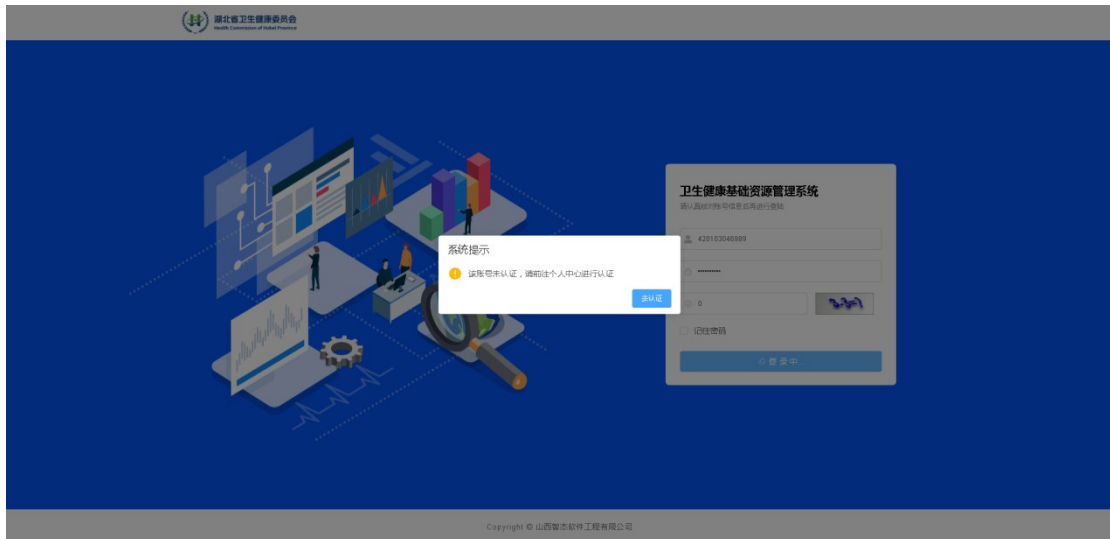 湖北省卫生健康委员会
Health Commission of Hubei Province
卫生健康基础资源管理系统
请认真核对账号信息后再进行登陆
420103046989
系统提示
该账号未认证，请前往个人中心进行认证
去认证
0
记住密码
登 录 中
Copyright © 山西智杰软件工程有限公司